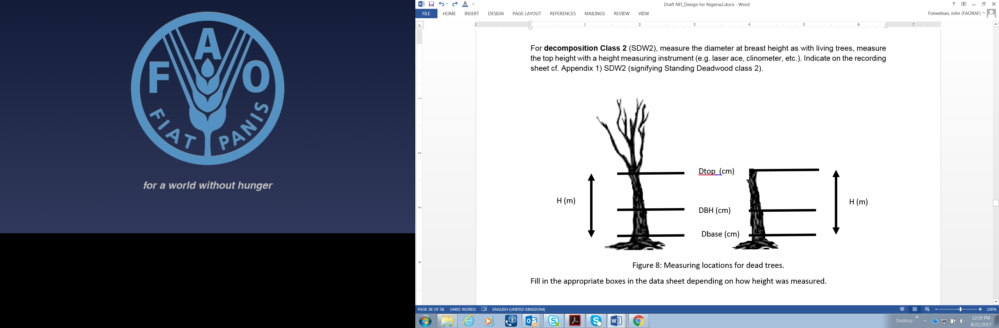 F A O
FIAT PANIS
for a world without hunger
Draft NFI_Design for Nigeria2.docx - Word
FILE HOME INSERT DESIGN PAGE LAYOUT REFERENCES MAILINGS REVIEW VIEW
Fonweban, John (FAORAF)
1 1 2 3 4 5 6 7
For decomposition Class 2 (SDW2), measure the diameter at breast height as with living trees, measure
the top height with a height measuring instrument (e.g. laser ace, clinometer, etc.). Indicate on the recording
sheet cf. Appendix 1) SDW2 (signifying Standing Deadwood class 2).
1
2
3
4
Dtop (cm)
H (m)
DBH (cm)
H (m)
Dbase (cm)
Figure 8: Measuring locations for dead trees.
Fill in the appropriate boxes in the data sheet depending on how height was measured.
PAGE 38 OF 58 14402 WORDS ENGLISH (UNITED KINGDOM)
150%
Desktop
12:19 PM
8/21/2017